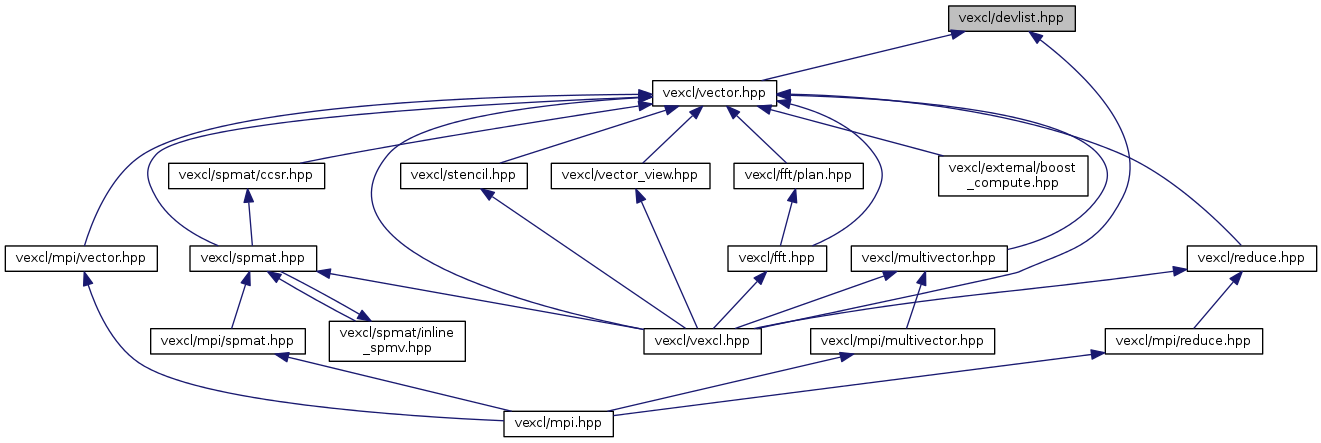 vexcl/devlist.hpp
vexcl/vector.hpp
vexcl/spmat/ccsr.hpp
vexcl/stencil.hpp
vexcl/vector_view.hpp
vexcl/fft/plan.hpp
vexcl/external/boost
_compute.hpp
vexcl/mpi/vector.hpp
vexcl/spmat.hpp
vexcl/fft.hpp
vexcl/multivector.hpp
vexcl/reduce.hpp
vexcl/mpi/spmat.hpp
vexcl/spmat/inline
_spmv.hpp
vexcl/vexcl.hpp
vexcl/mpi/multivector.hpp
vexcl/mpi/reduce.hpp
vexcl/mpi.hpp